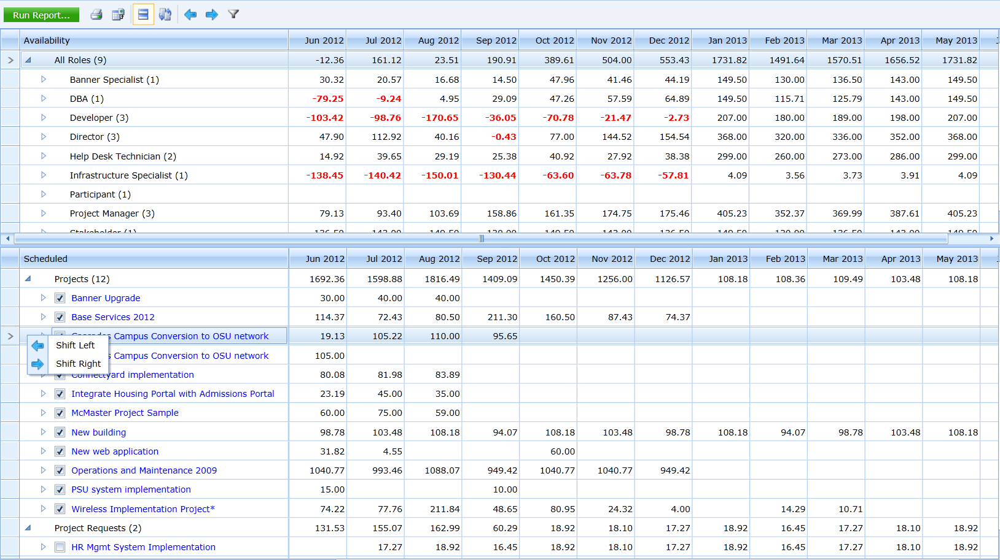 Run Report...
Availability Jun 2012 Jul 2012 Aug 2012 Sep 2012 Oct 2012 Nov 2012 Dec 2012 Jan 2013 Feb 2013 Mar 2013 Apr 2013 May 2013
All Roles (9) -12.36 161.12 23.51 190.91 389.61 504.00 553.43 1731.82 1491.64 1570.51 1656.52 1731.82
Banner Specialist (1) 30.32 20.57 16.68 14.50 47.96 41.46 44.19 149.50 130.00 136.50 143.00 149.50
DBA (1) -79.25 -9.24 4.95 29.09 47.26 57.59 64.89 149.50 115.71 125.79 143.00 149.50
Developer (3) -103.42 -98.76 -170.65 -36.05 -70.78 -21.47 -2.73 207.00 180.00 189.00 198.00 207.00
Director (3) 47.90 112.92 40.16 -0.43 77.00 144.52 154.54 368.00 320.00 336.00 352.00 368.00
Help Desk Technician (2) 14.92 39.65 29.19 25.38 40.92 27.92 38.38 299.00 260.00 273.00 286.00 299.00
Infrastructure Specialist (1) -138.45 -140.42 -150.01 -130.44 -63.60 -63.78 -57.81 4.09 3.56 3.73 3.91 4.09
Participant (1)
Project Manager (3) 79.13 93.40 103.69 158.86 161.35 174.75 175.46 405.23 352.37 369.99 387.61 405.23
Stakeholder (1) 136.50 143.00 149.50 130.00 149.50 143.00 136.50 149.50 130.00 136.50 143.00 149.50
Scheduled Jun 2012 Jul 2012 Aug 2012 Sep 2012 Oct 2012 Nov 2012 Dec 2012 Jan 2013 Feb 2013 Mar 2013 Apr 2013 May 2013
Projects (12) 1692.36 1598.88 1816.49 1409.09 1450.39 1256.00 1126.57 108.18 108.36 109.49 103.48 108.18
Banner Upgrade 30.00 40.00 40.00
Base Services 2012 114.37 72.43 80.50 211.30 160.50 87.43 74.37
Cascades Campus Conversion to OSU network 19.13 105.22 110.00 95.65
Shift Left
Campus Conversion to OSU network 105.00
Shift Right
Connectyard implementation 80.08 81.98 83.89
Integrate Housing Portal with Admissions Portal 23.19 45.00 35.00
McMaster Project Sample 60.00 75.00 59.00
New building 98.78 103.48 108.18 94.07 108.18 103.48 98.78 108.18 94.07 98.78 103.48 108.18
New web application 31.82 4.55 60.00
Operations and Maintenance 2009 1040.77 993.46 1088.07 949.42 1040.77 1040.77 949.42
PSU system implementation 15.00 10.00
Wireless Implementation Project* 74.22 77.76 211.84 48.65 80.95 24.32 4.00 14.29 10.71
Project Requests (2) 131.53 155.07 162.99 60.29 18.92 18.10 17.27 18.92 16.45 17.27 18.10 18.92
HR Mgmt System Implementation 17.27 18.92 16.45 18.92 18.10 17.27 18.92 16.45 17.27 18.10 18.92